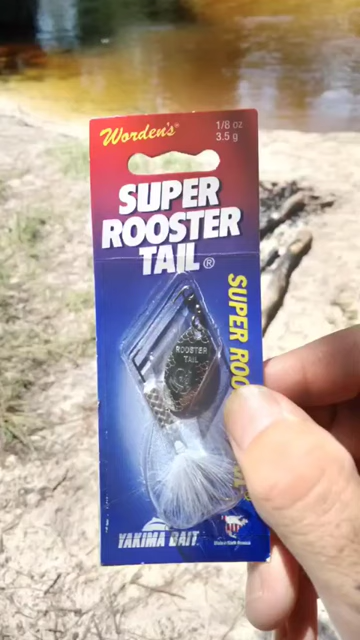 Worden's®
1/8 oz
3.5 g
SUPER
ROOSTER
TAIL®
SUPER ROO
ROOSTER
TAIL
YAKIMA BAIT